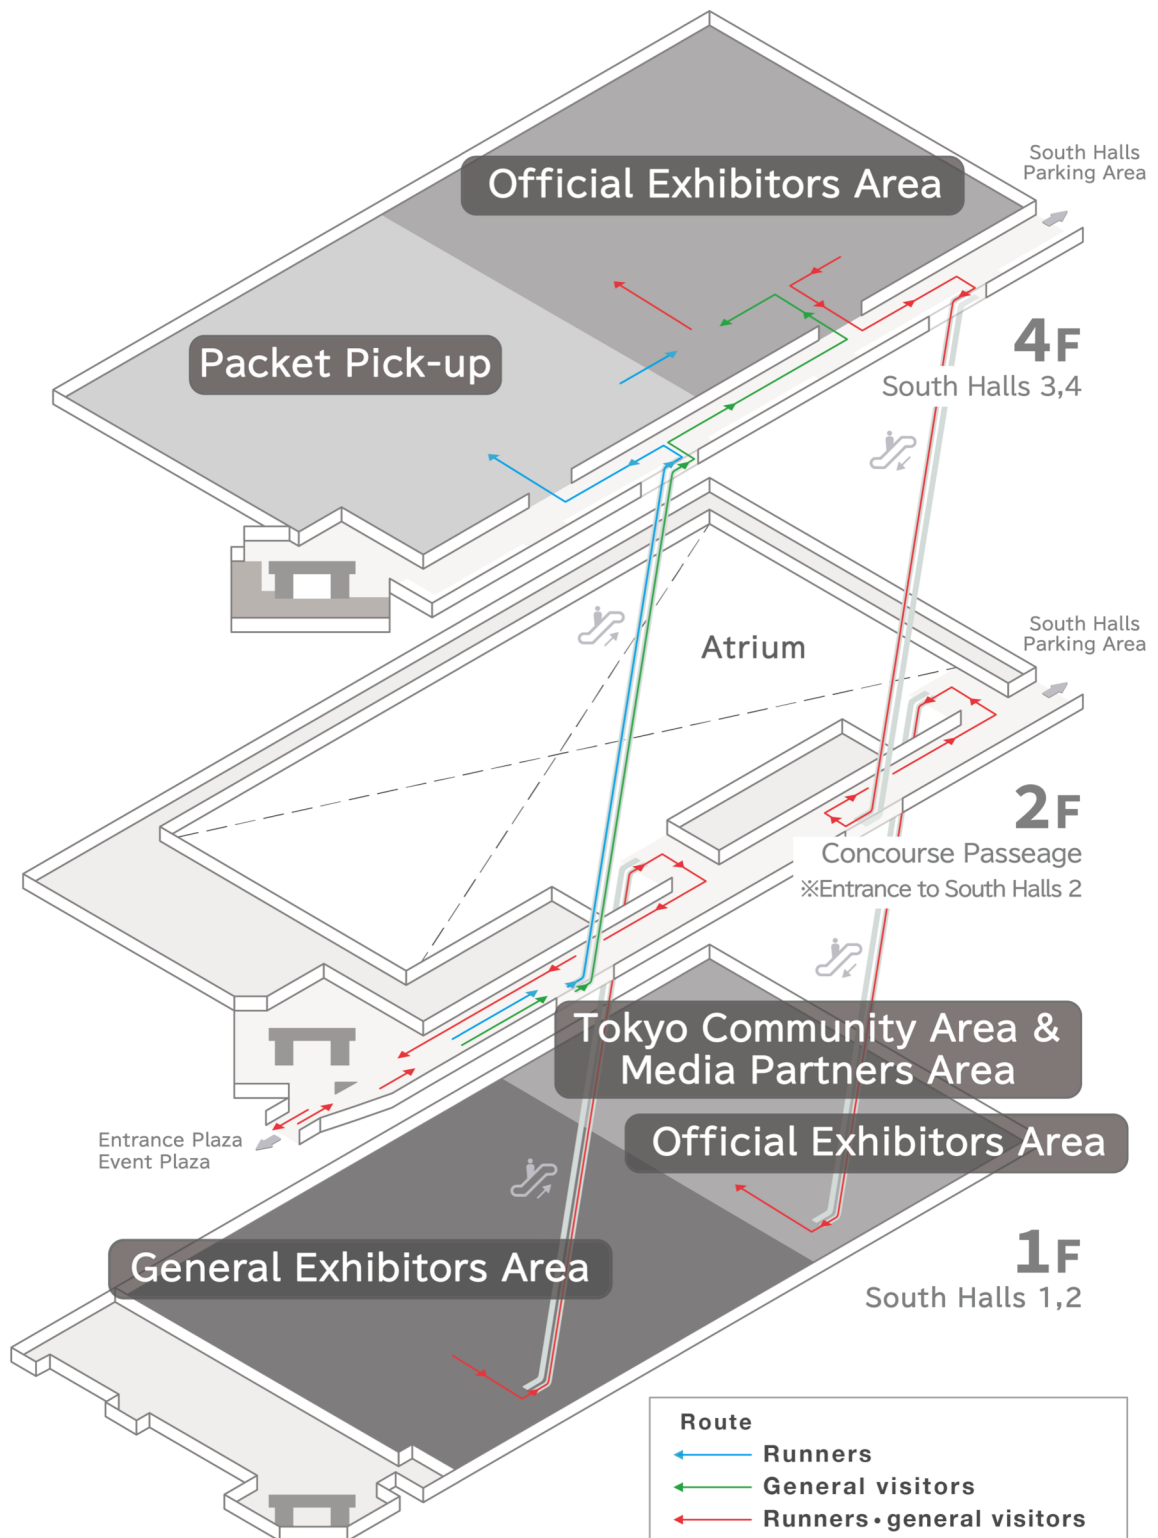 Official Exhibitors Area
South Halls
Parking Area
Packet Pick-up
4F
South Halls 3,4
Atrium
South Halls
Parking Area
2F
Concourse Passeage
※Entrance to South Halls 2
Tokyo Community Area &
Media Partners Area
Official Exhibitors Area
Entrance Plaza
Event Plaza
General Exhibitors Area
1F
South Halls 1,2
Route
Runners
General visitors
Runners・general visitors